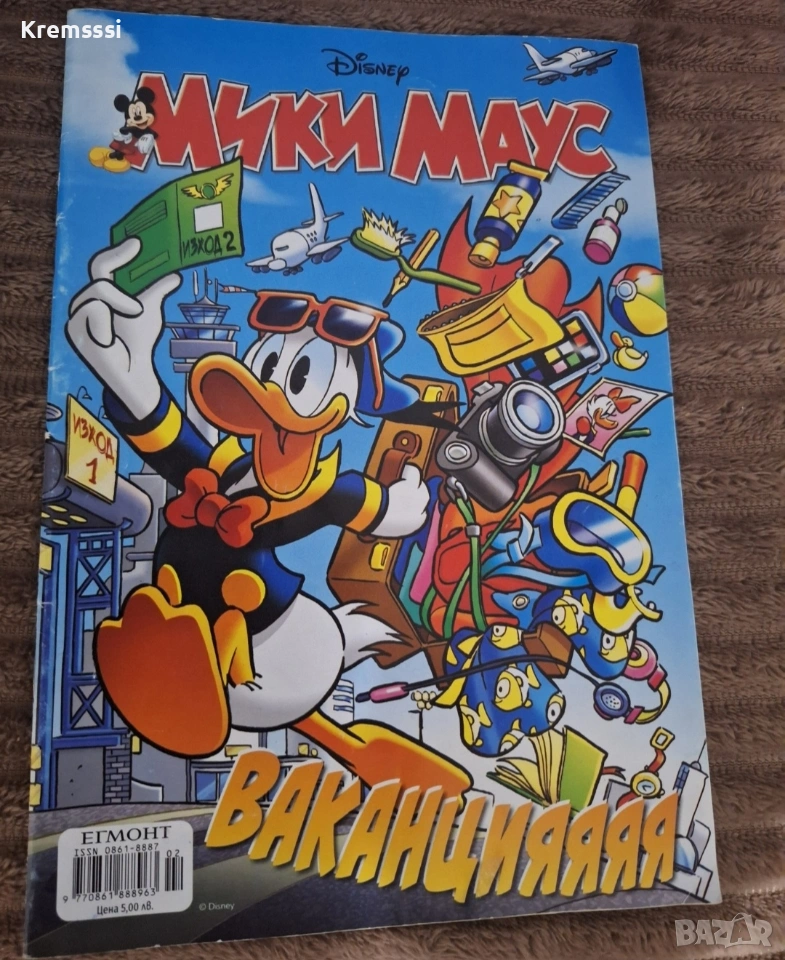 Kremsssi
Disney
МИКИ МАУС
ИЗХОД 2
ИЗХОД
1
ВАКАНЦИЯЯЯЯ
ЕГМОНТ
ISSN 0861-8887
02
9 770861 888963
Цена 5,00 лв.
© Disney
BAZAR